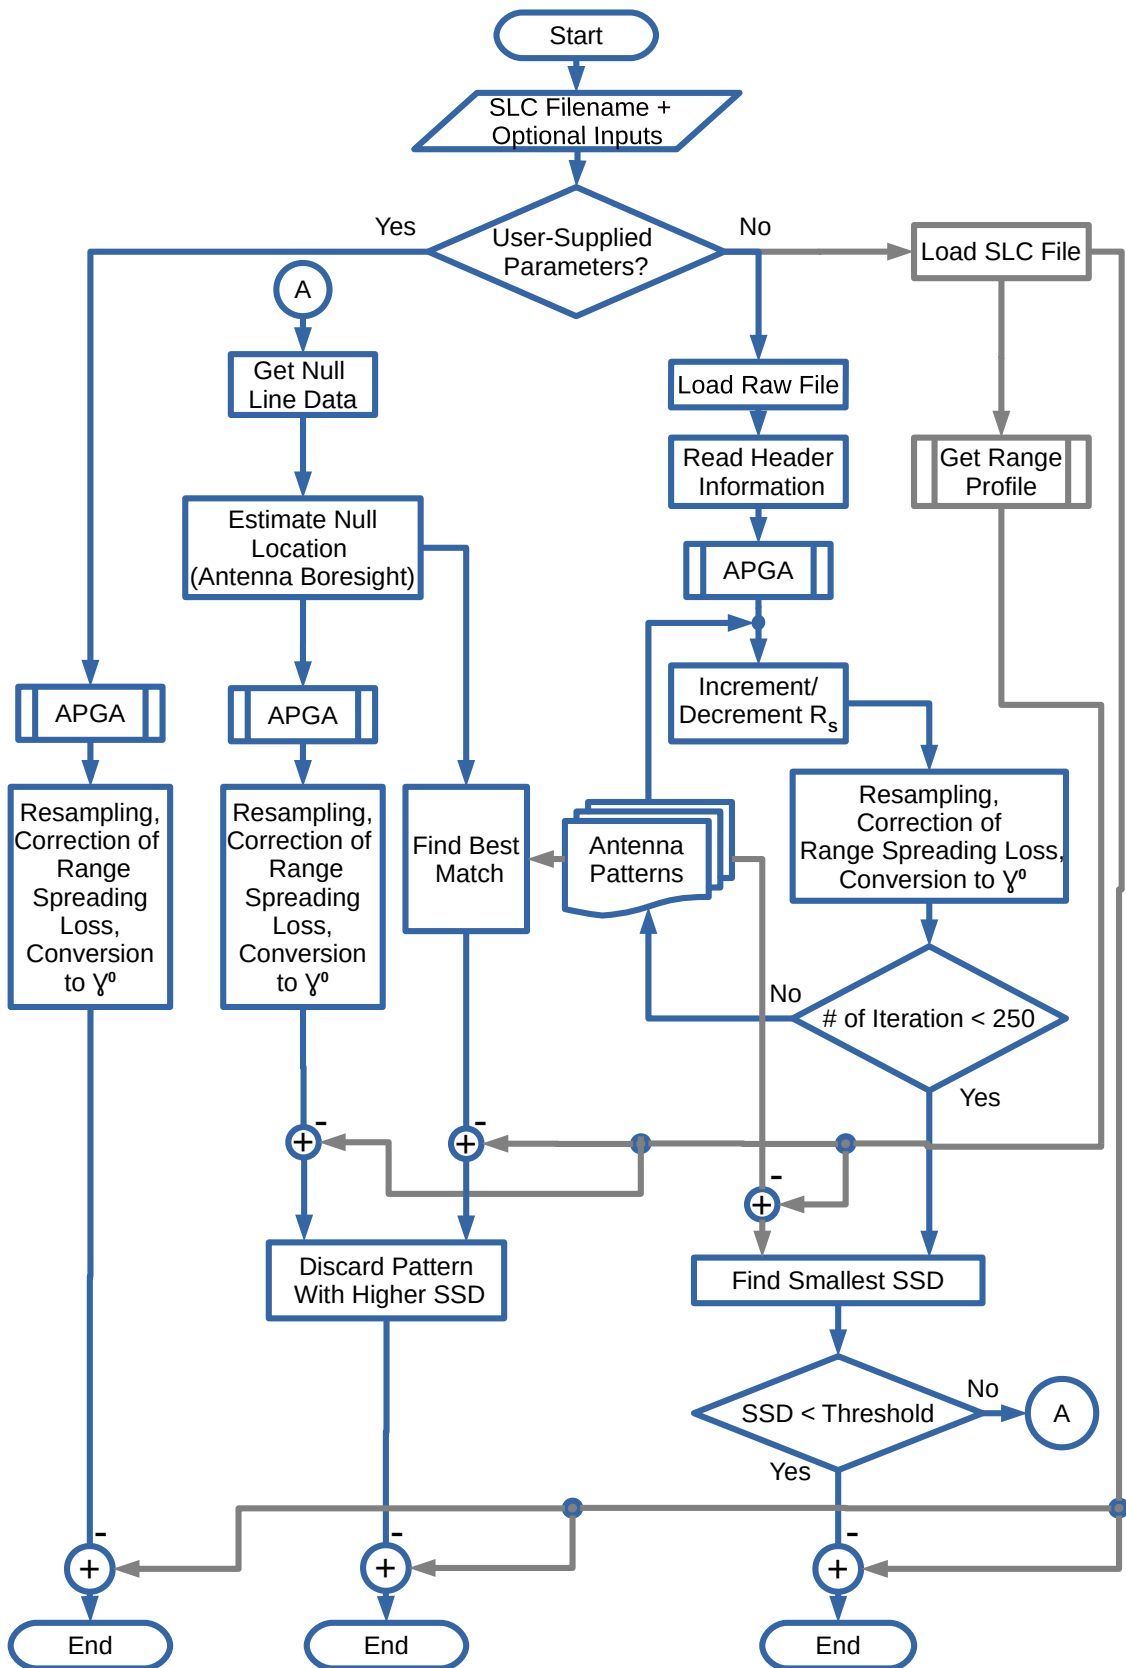 Start
SLC Filename +
Optional Inputs
Yes
User-Supplied
Parameters?
No
Load SLC File
A
Get Null
Line Data
Load Raw File
Read Header
Information
Get Range
Profile
Estimate Null
Location
(Antenna Boresight)
APGA
APGA
APGA
Increment/
Decrement Rs
Resampling,
Correction of
Range
Spreading
Loss,
Conversion
to Ɣ⁰
Resampling,
Correction of
Range
Spreading
Loss,
Conversion
to Ɣ⁰
Find Best
Match
Antenna
Patterns
Resampling,
Correction of
Range Spreading Loss,
Conversion to Ɣ⁰
No
# of Iteration < 250
Yes
-
+
-
+
-
+
Discard Pattern
With Higher SSD
Find Smallest SSD
SSD < Threshold
No
A
Yes
-
+
-
+
-
+
End
End
End